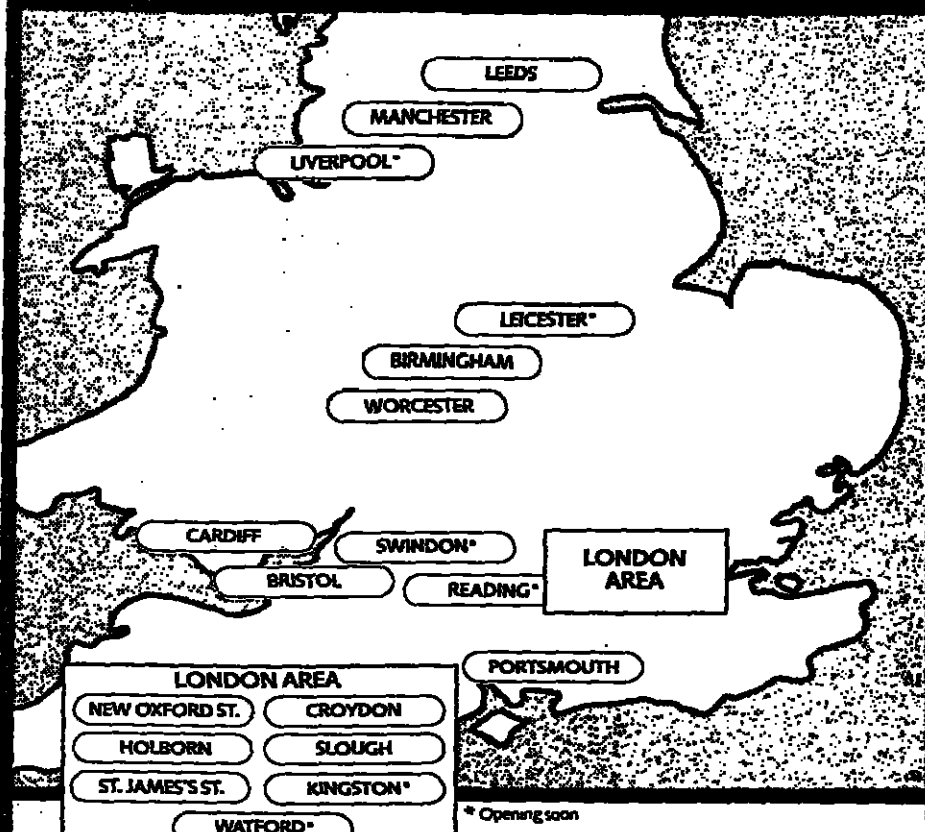 LEEDS
MANCHESTER
LIVERPOOL*
LEICESTER*
BIRMINGHAM
WORCESTER
CARDIFF
SWINDON*
BRISTOL
READING*
LONDON
AREA
PORTSMOUTH
LONDON AREA
NEW OXFORD ST.
CROYDON
HOLBORN
SLOUGH
ST. JAMES'S ST.
KINGSTON*
WATFORD*
* Opening soon